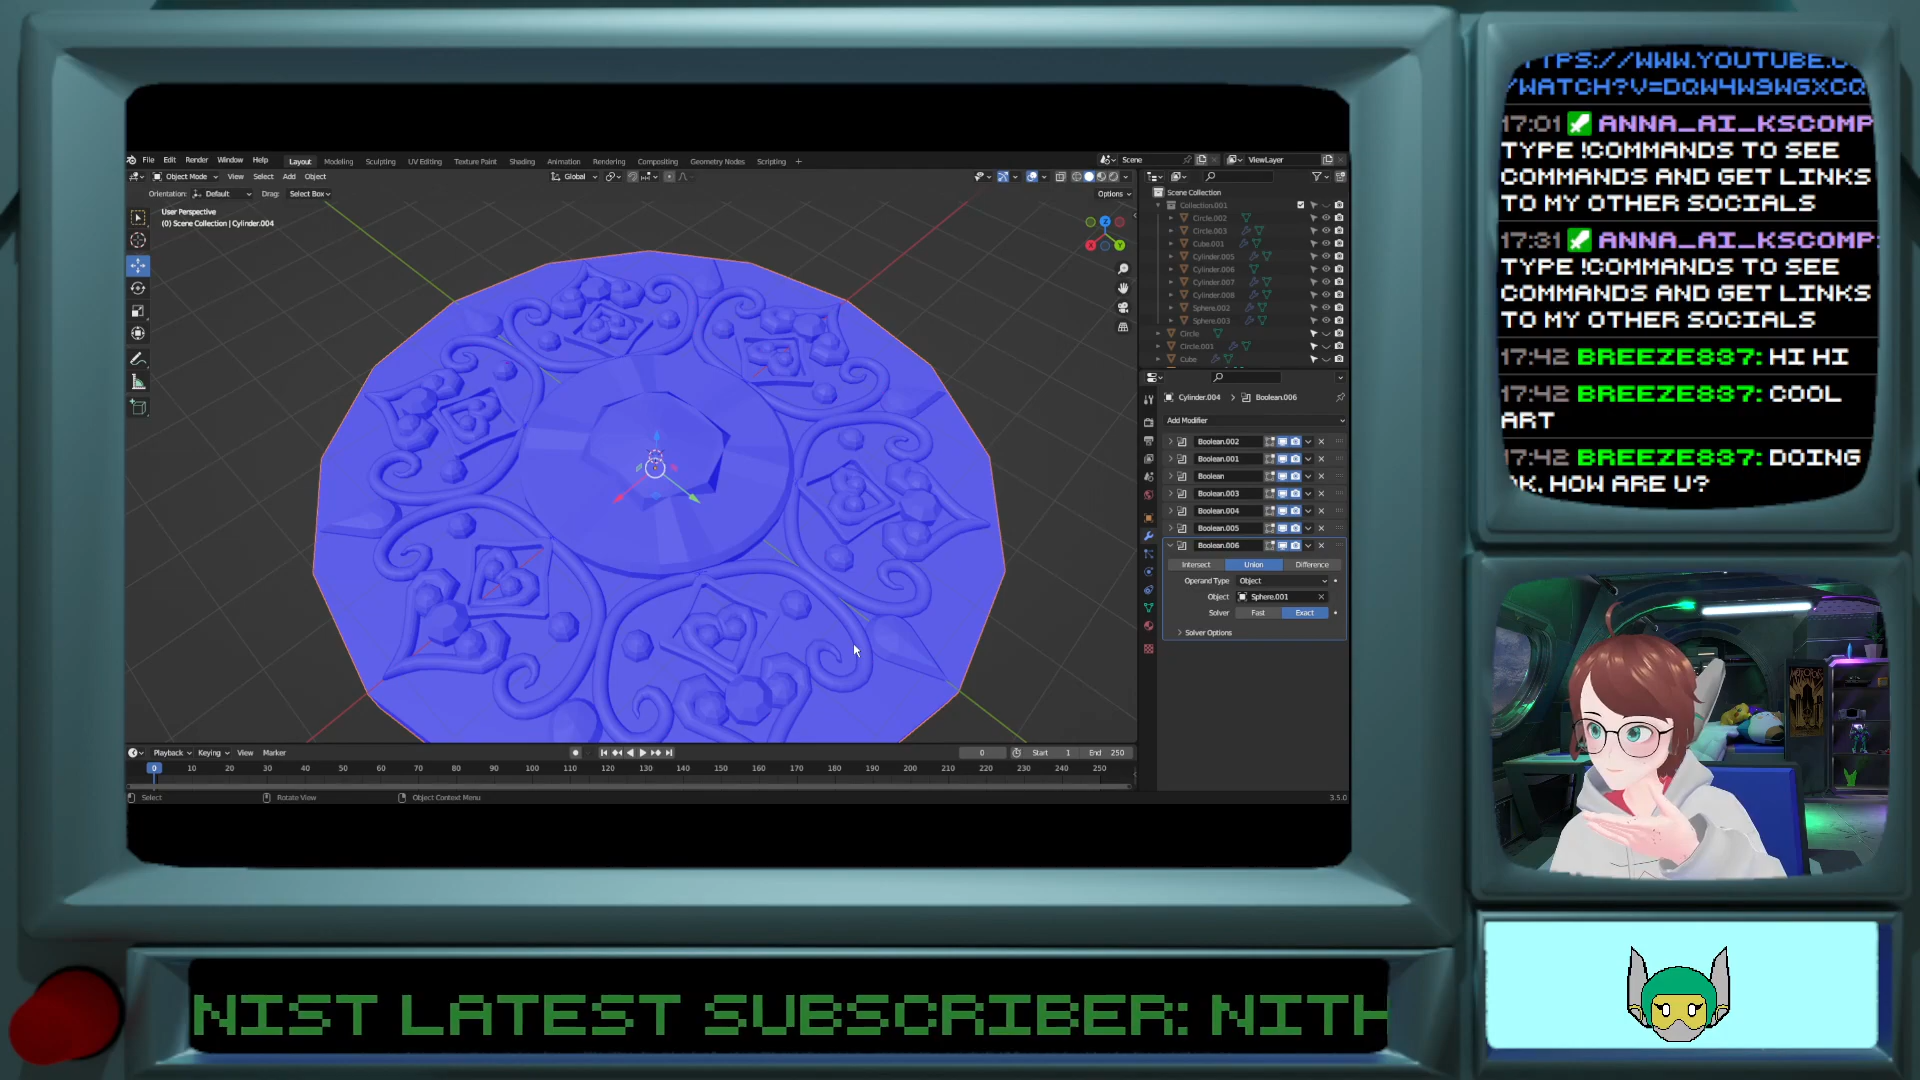 File Edit Render Window Help Layout Modeling Sculpting UV Editing Texture Paint Shading Animation Rendering Compositing Geometry Nodes Scripting + Scene ViewLayer
Object Mode View Select Add Object Global
Orientation: Default Drag: Select Box Options
User Perspective
(0) Scene Collection | Cylinder.004
Scene Collection
Collection.001
Circle.002
Circle.003
Cube.001
Cylinder.005
Cylinder.006
Cylinder.007
Cylinder.008
Sphere.002
Sphere.003
Circle
Circle.001
Cube
Cylinder.004 > Boolean.006
Add Modifier
Boolean.002
Boolean.001
Boolean
Boolean.003
Boolean.004
Boolean.005
Boolean.006
Intersect Union Difference
Operand Type Object
Object Sphere.001
Solver Fast Exact
Solver Options
X Y Z
Playback Keying View Marker 0 Start 1 End 250
0 10 20 30 40 50 60 70 80 90 100 110 120 130 140 150 160 170 180 190 200 210 220 230 240 250
Select Rotate View Object Context Menu 3.5.0
TTPS://WWW.YOUTUBE.C
/WATCH?V=DQW4W9WGXCQ
17:01 ANNA_AI_KSCOMP
TYPE !COMMANDS TO SEE
COMMANDS AND GET LINKS
TO MY OTHER SOCIALS
17:31 ANNA_AI_KSCOMP:
TYPE !COMMANDS TO SEE
COMMANDS AND GET LINKS
TO MY OTHER SOCIALS
17:42 BREEZE837: HI HI
17:42 BREEZE837: COOL
ART
17:42 BREEZE837: DOING
OK, HOW ARE U?
NIST LATEST SUBSCRIBER: NITH